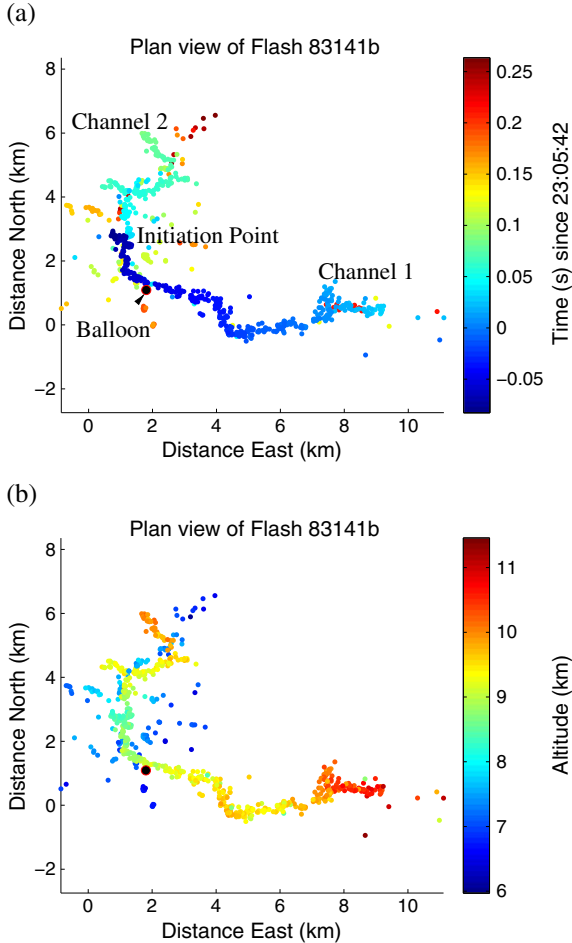 (a)
Plan view of Flash 83141b
8
6
4
2
0
−2
Distance North (km)
Channel 2
Initiation Point
Channel 1
Balloon
0 2 4 6 8 10
Distance East (km)
0.25
0.2
0.15
0.1
0.05
0
−0.05
Time (s) since 23:05:42
(b)
Plan view of Flash 83141b
8
6
4
2
0
−2
Distance North (km)
0 2 4 6 8 10
Distance East (km)
11
10
9
8
7
6
Altitude (km)